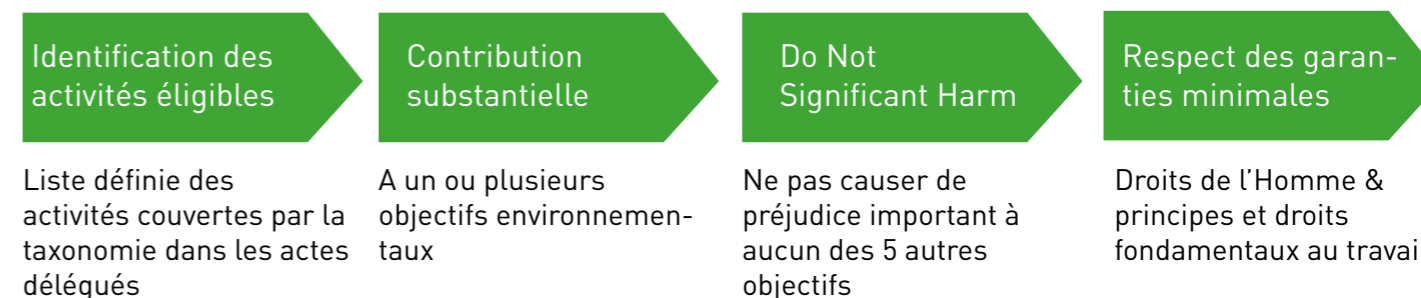 Identification des
activités éligibles
Contribution
substantielle
Do Not
Significant Harm
Respect des garan-
ties minimales
Liste définie des
activités couvertes par la
taxonomie dans les actes
délégués
A un ou plusieurs
objectifs environnemen-
taux
Ne pas causer de
préjudice important à
aucun des 5 autres
objectifs
Droits de l'Homme &
principes et droits
fondamentaux au travai